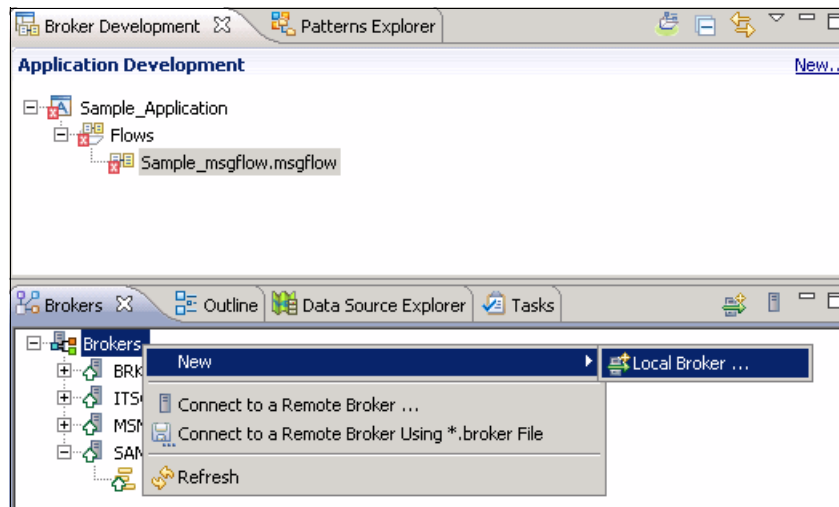 Broker Development Patterns Explorer
Application Development New..
Sample_Application
Flows
Sample_msgflow.msgflow
Brokers Outline Data Source Explorer Tasks
Brokers
New Local Broker ...
BRK
Connect to a Remote Broker ...
Connect to a Remote Broker Using *.broker File
Refresh